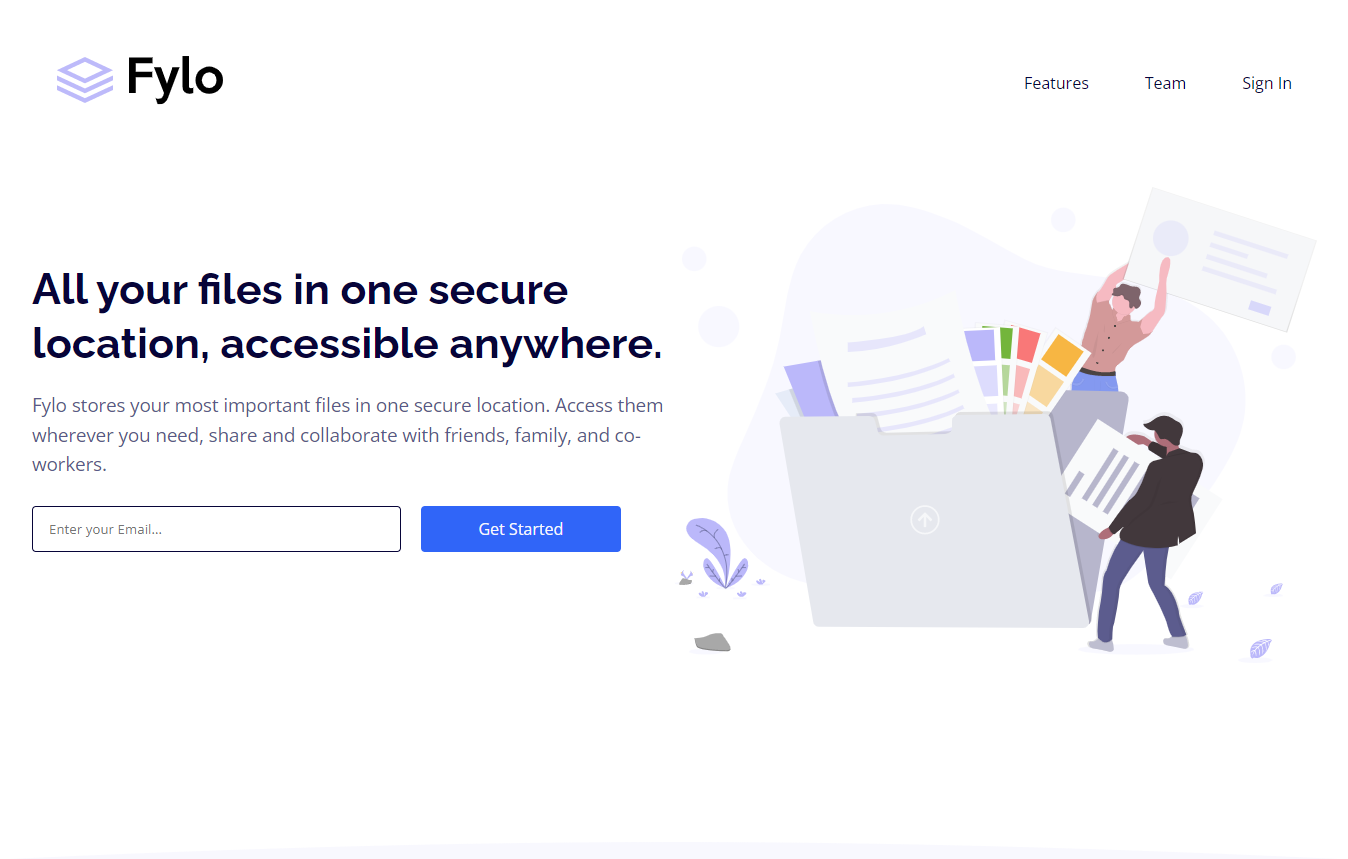 Fylo
Features
Team
Sign In
All your files in one secure
location, accessible anywhere.
Fylo stores your most important files in one secure location. Access them
wherever you need, share and collaborate with friends, family, and co-
workers.
Enter your Email...
Get Started